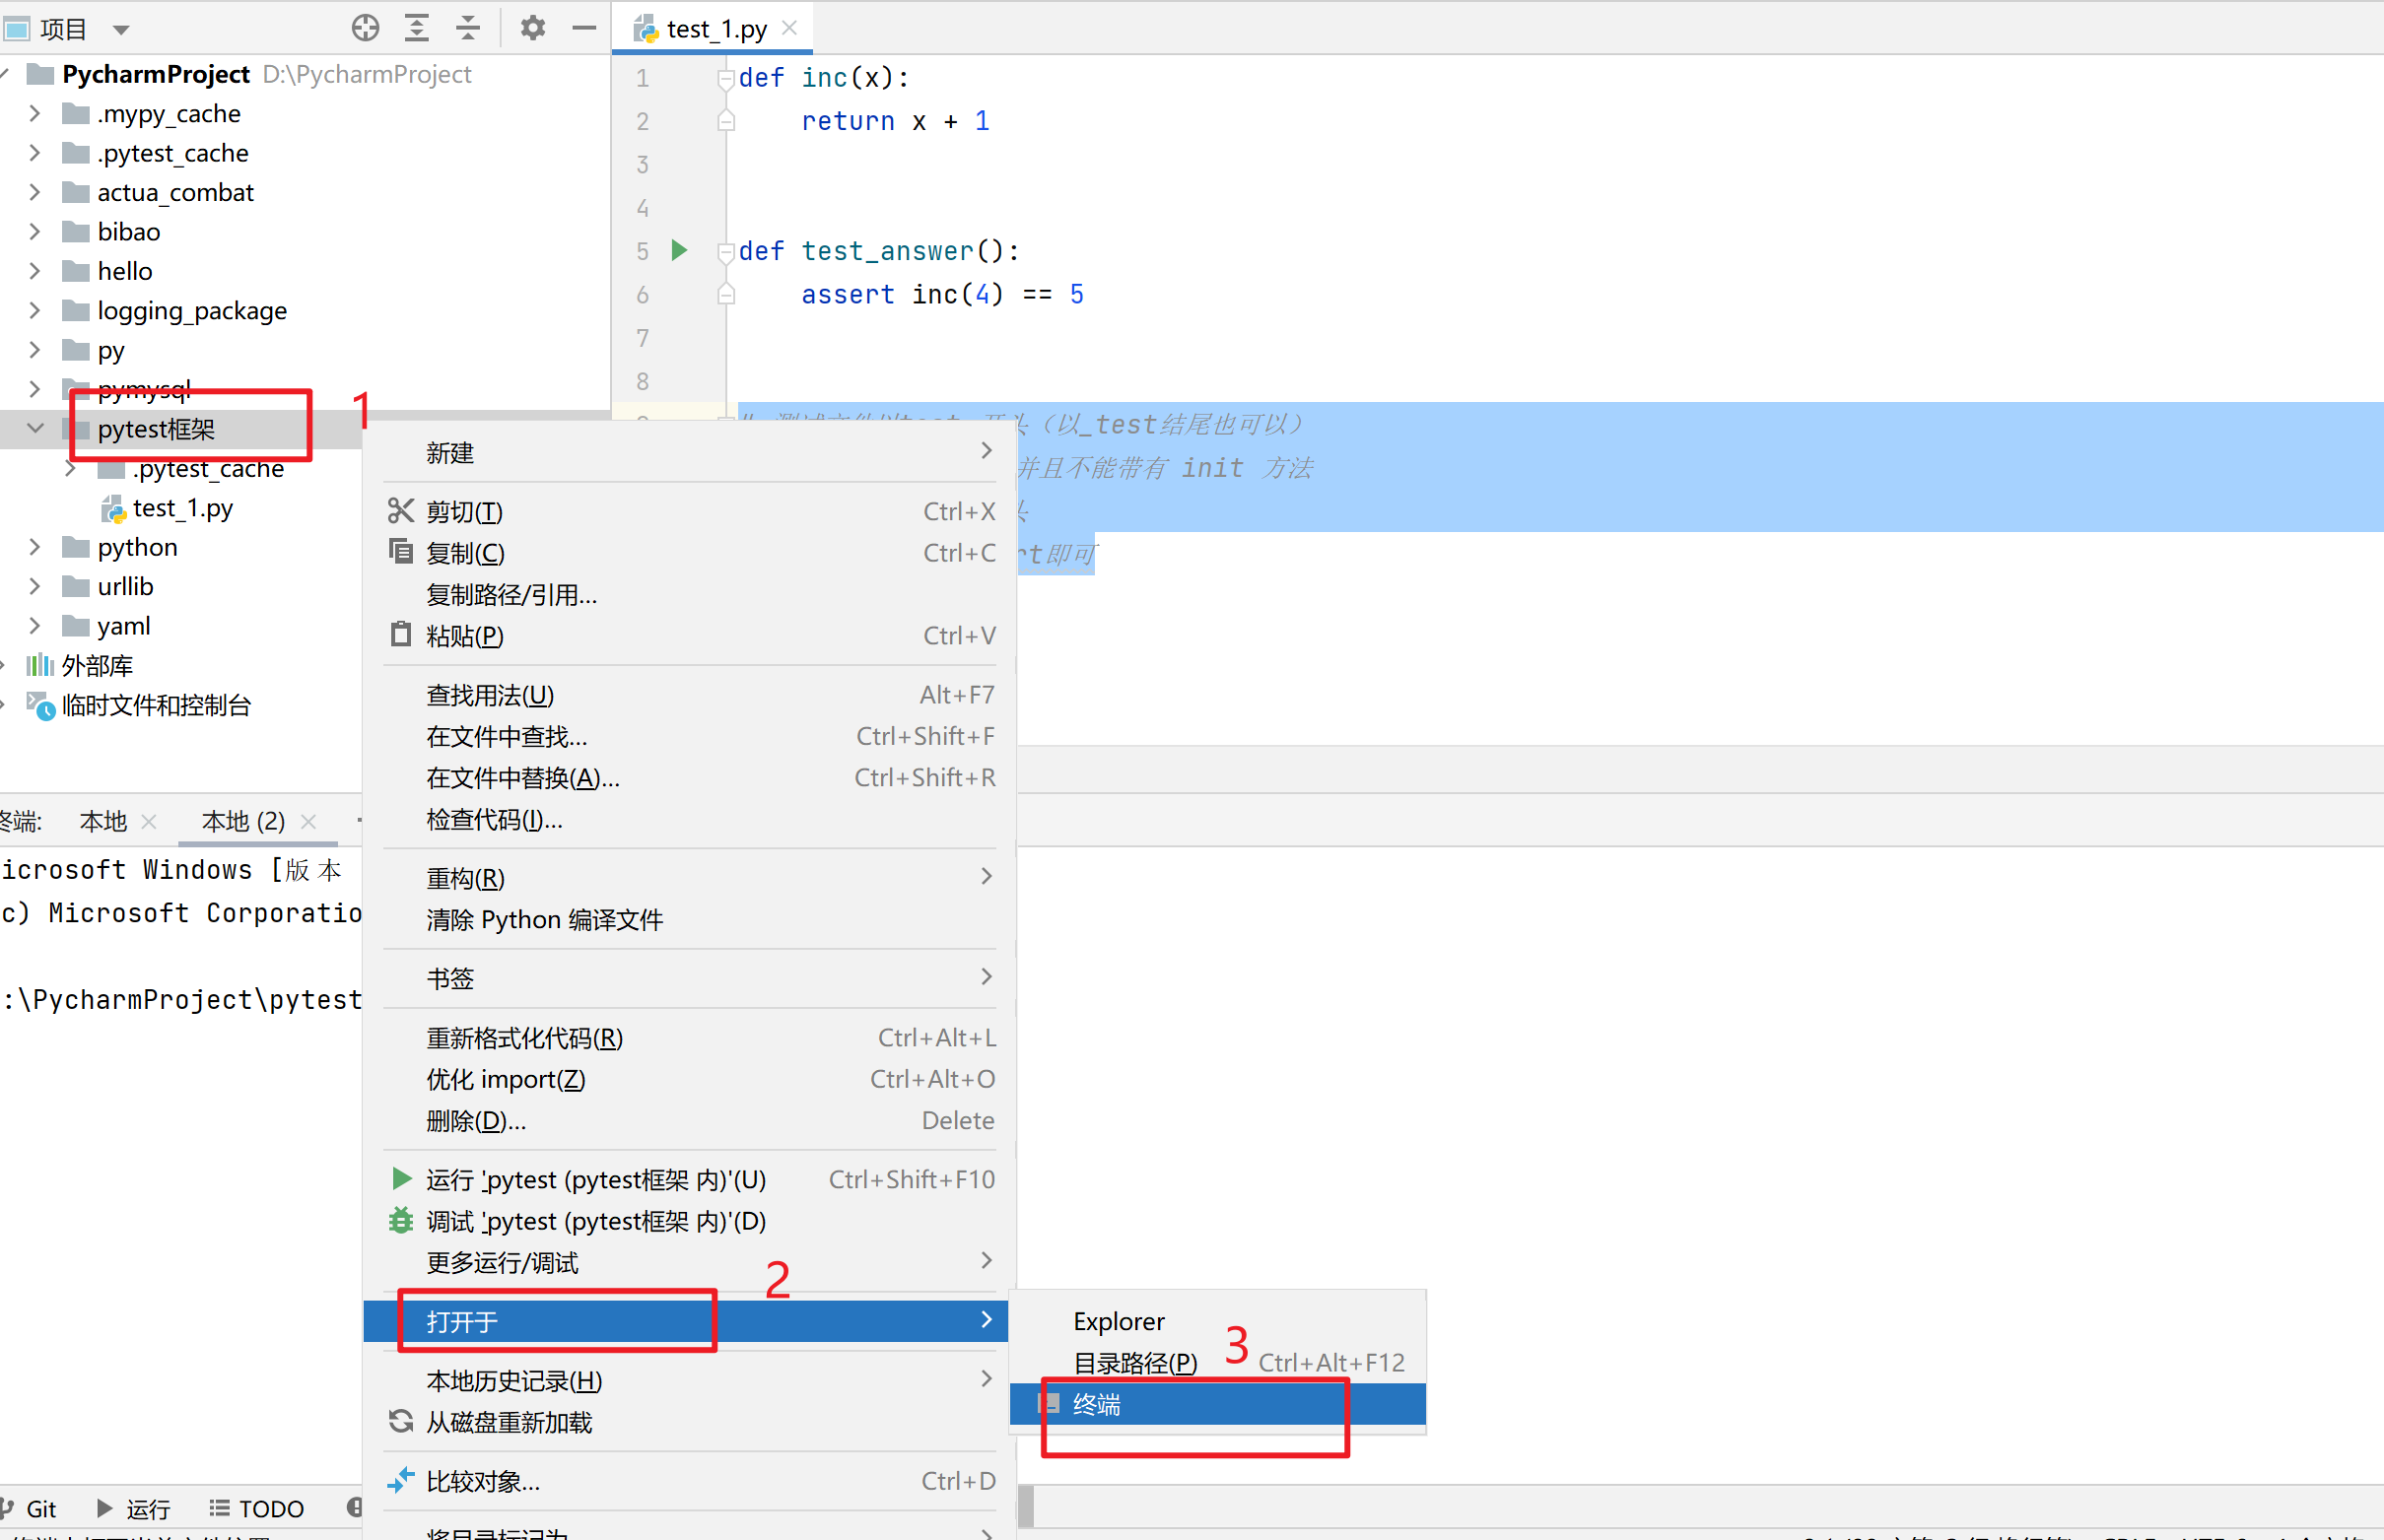 项目
test_1.py
PycharmProject D:\PycharmProject
.mypy_cache
.pytest_cache
actua_combat
bibao
hello
logging_package
py
pymysql
pytest框架
.pytest_cache
test_1.py
python
urllib
yaml
外部库
临时文件和控制台
1 def inc(x):
2 return x + 1
3
4
5 def test_answer():
6 assert inc(4) == 5
7
8
头（以_test结尾也可以）
并且不能带有 init 方法
头
rt即可
1
新建
剪切(T) Ctrl+X
复制(C) Ctrl+C
复制路径/引用...
粘贴(P) Ctrl+V
查找用法(U) Alt+F7
在文件中查找... Ctrl+Shift+F
在文件中替换(A)... Ctrl+Shift+R
检查代码(I)...
重构(R)
清除 Python 编译文件
书签
重新格式化代码(R) Ctrl+Alt+L
优化 import(Z) Ctrl+Alt+O
删除(D)... Delete
运行 'pytest (pytest框架 内)'(U) Ctrl+Shift+F10
调试 'pytest (pytest框架 内)'(D)
更多运行/调试
2
打开于
本地历史记录(H)
从磁盘重新加载
比较对象... Ctrl+D
将目录标记为
Explorer
3
目录路径(P) Ctrl+Alt+F12
终端
终端: 本地 本地 (2)
icrosoft Windows [版本
c) Microsoft Corporatio
:\PycharmProject\pytest
Git 运行 TODO